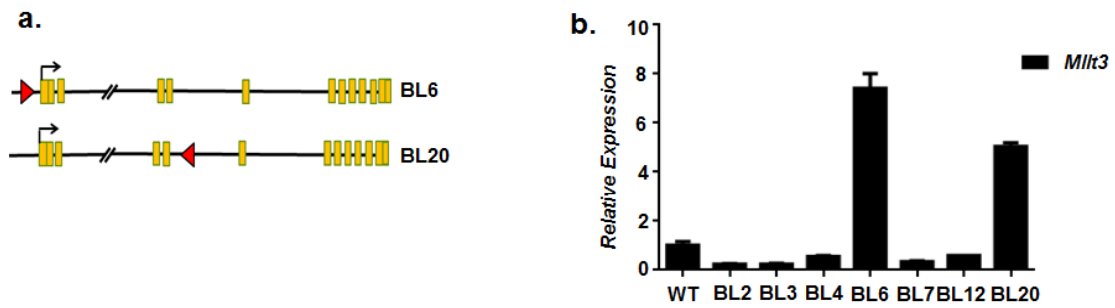 a.
BL6
BL20
b.
Relative Expression
10
8
6
4
2
0
WT BL2 BL3 BL4 BL6 BL7 BL12 BL20
Mllt3